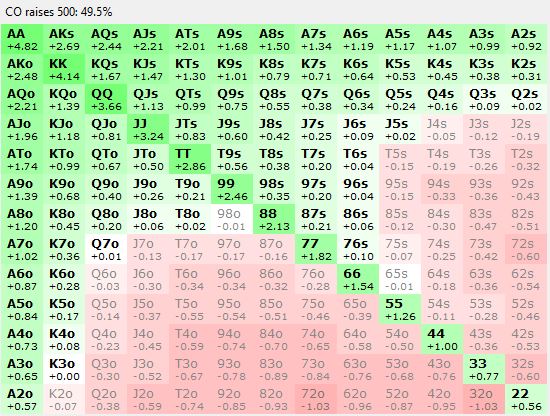 CO raises 500: 49.5%
AA AKs AQs AJs ATs A9s A8s A7s A6s A5s A4s A3s A2s
+4.82 +2.69 +2.44 +2.21 +2.01 +1.68 +1.50 +1.34 +1.19 +1.17 +1.07 +0.99 +0.92
AKo KK KQs KJs KTs K9s K8s K7s K6s K5s K4s K3s K2s
+2.48 +4.14 +1.67 +1.47 +1.30 +1.01 +0.79 +0.71 +0.64 +0.53 +0.45 +0.38 +0.31
AQo KQo QQ QJs QTs Q9s Q8s Q7s Q6s Q5s Q4s Q3s Q2s
+2.21 +1.39 +3.66 +1.13 +0.99 +0.75 +0.55 +0.38 +0.34 +0.24 +0.16 +0.09 +0.02
AJo KJo QJo JJ JTs J9s J8s J7s J6s J5s J4s J3s J2s
+1.96 +1.18 +0.81 +3.24 +0.83 +0.60 +0.42 +0.25 +0.09 +0.02 -0.05 -0.12 -0.19
ATo KTo QTo JTo TT T9s T8s T7s T6s T5s T4s T3s T2s
+1.74 +0.99 +0.67 +0.50 +2.86 +0.56 +0.38 +0.20 +0.04 -0.15 -0.19 -0.26 -0.32
A9o K9o Q9o J9o T9o 99 98s 97s 96s 95s 94s 93s 92s
+1.39 +0.68 +0.40 +0.26 +0.21 +2.46 +0.35 +0.20 +0.04 -0.15 -0.33 -0.36 -0.43
A8o K8o Q8o J8o T8o 98o 88 87s 86s 85s 84s 83s 82s
+1.20 +0.45 +0.20 +0.06 +0.02 -0.01 +2.13 +0.21 +0.06 -0.12 -0.30 -0.47 -0.51
A7o K7o Q7o J7o T7o 97o 87o 77 76s 75s 74s 73s 72s
+1.02 +0.36 +0.01 -0.13 -0.17 -0.17 -0.16 +1.82 +0.10 -0.07 -0.25 -0.42 -0.60
A6o K6o Q6o J6o T6o 96o 86o 76o 66 65s 64s 63s 62s
+0.87 +0.28 -0.03 -0.30 -0.34 -0.34 -0.32 -0.28 +1.54 -0.01 -0.18 -0.36 -0.54
A5o K5o Q5o J5o T5o 95o 85o 75o 65o 55 54s 53s 52s
+0.84 +0.17 -0.14 -0.37 -0.55 -0.54 -0.51 -0.46 -0.39 +1.26 -0.11 -0.28 -0.46
A4o K4o Q4o J4o T4o 94o 84o 74o 64o 54o 44 43s 42s
+0.73 +0.08 -0.23 -0.45 -0.59 -0.74 -0.70 -0.65 -0.58 -0.50 +1.00 -0.36 -0.53
A3o K3o Q3o J3o T3o 93o 83o 73o 63o 53o 43o 33 32s
+0.65 +0.00 -0.30 -0.52 -0.67 -0.78 -0.89 -0.84 -0.76 -0.68 -0.76 +0.77 -0.60
A2o K2o Q2o J2o T2o 92o 82o 72o 62o 52o 42o 32o 22
+0.57 -0.07 -0.38 -0.59 -0.74 -0.85 -0.93 -1.03 -0.96 -0.87 -0.95 -1.03 +0.56